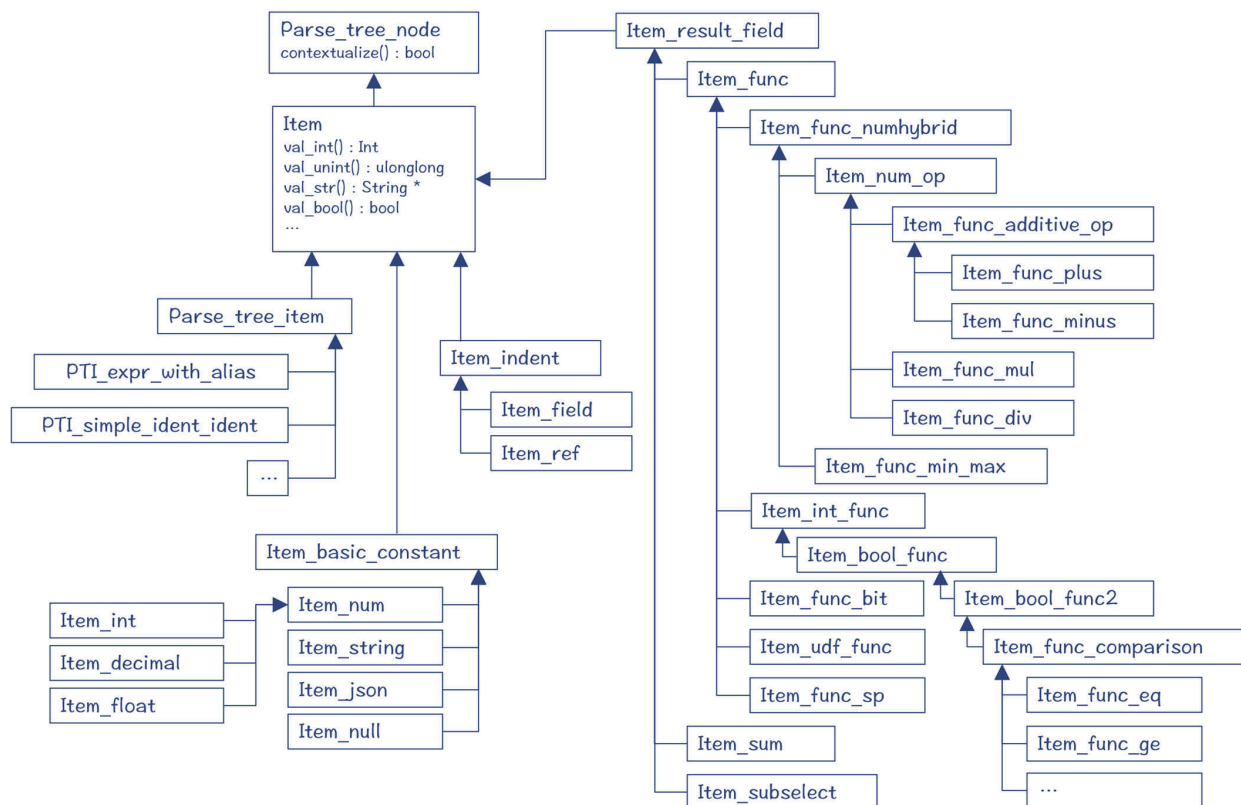 Parse_tree_node
contextualize() : bool
Item
val_int() : Int
val_unint() : ulonglong
val_str() : String *
val_bool() : bool
...
Parse_tree_item
PTI_expr_with_alias
PTI_simple_ident_ident
...
Item_indent
Item_field
Item_ref
Item_basic_constant
Item_num
Item_string
Item_json
Item_null
Item_int
Item_decimal
Item_float
Item_result_field
Item_func
Item_func_numhybrid
Item_num_op
Item_func_additive_op
Item_func_plus
Item_func_minus
Item_func_mul
Item_func_div
Item_func_min_max
Item_int_func
Item_bool_func
Item_bool_func2
Item_func_comparison
Item_func_eq
Item_func_ge
...
Item_func_bit
Item_udf_func
Item_func_sp
Item_sum
Item_subselect